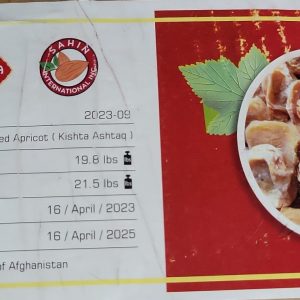 SAHIN
INTERNATIONAL INC.
2023-09
ed Apricot ( Kishta Ashtaq )
19.8 lbs
21.5 lbs
16 / April / 2023
16 / April / 2025
of Afghanistan